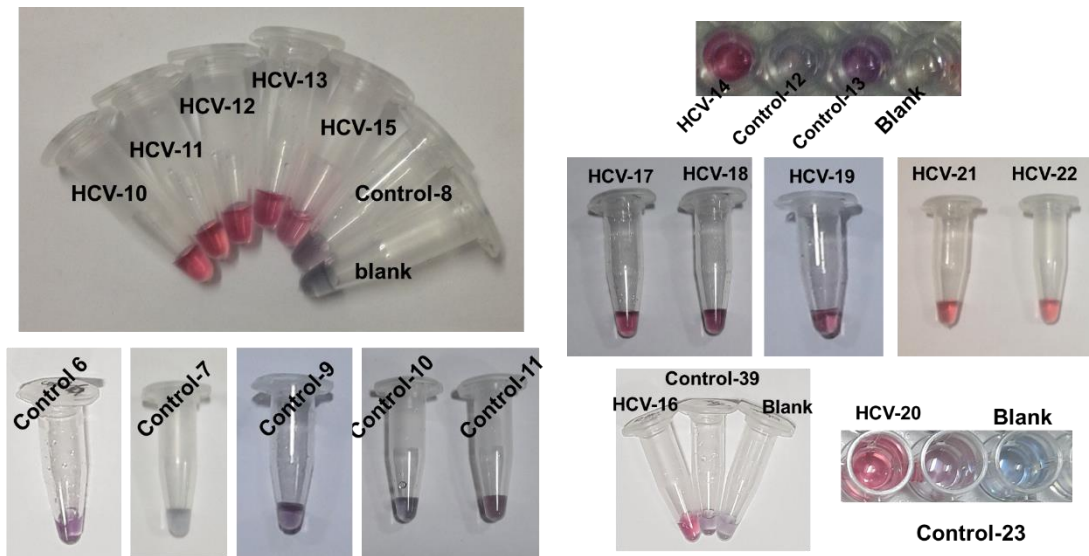 HCV-10
HCV-11
HCV-12
HCV-13
HCV-15
Control-8
blank
HCV-14
Control-12
Control-13
Blank
HCV-17
HCV-18
HCV-19
HCV-21
HCV-22
Control 6
Control-7
Control-9
Control-10
Control-11
Control-39
HCV-16
Blank
HCV-20
Blank
Control-23